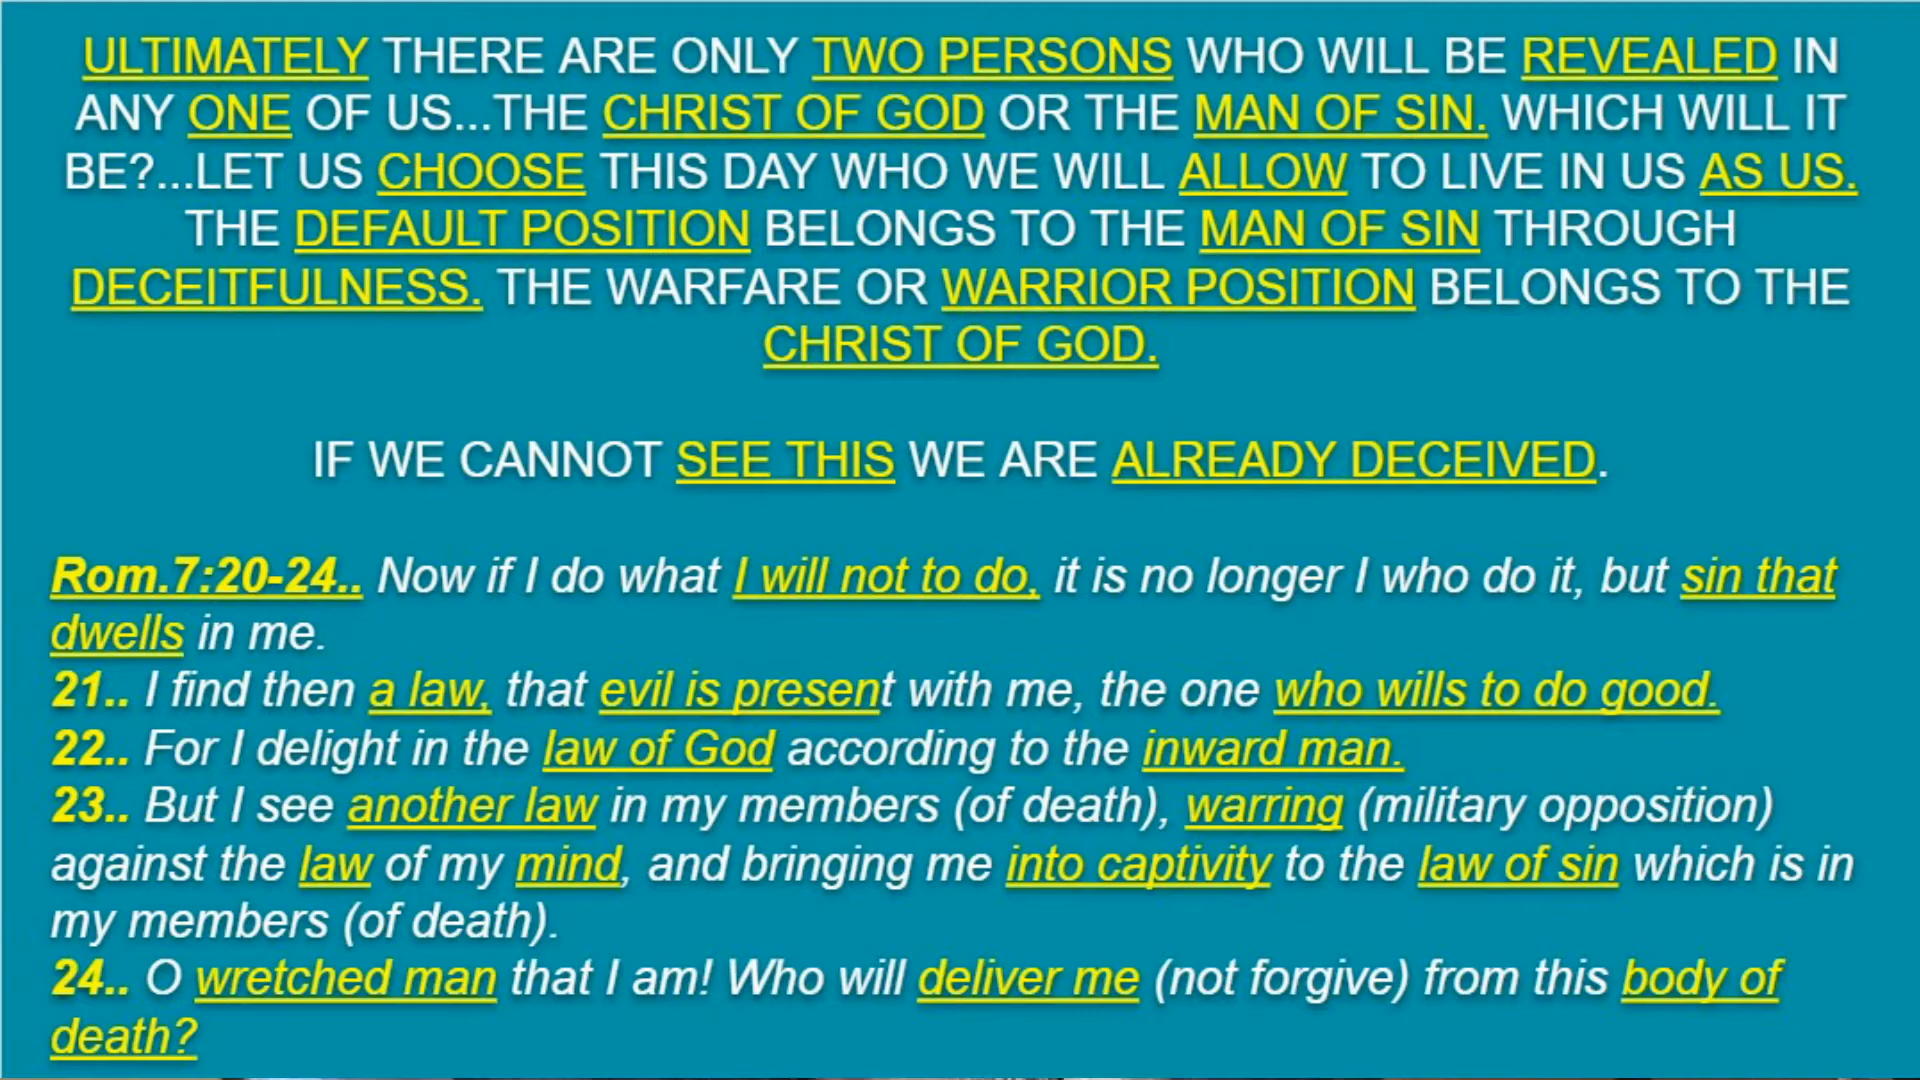 ULTIMATELY THERE ARE ONLY TWO PERSONS WHO WILL BE REVEALED IN
ANY ONE OF US...THE CHRIST OF GOD OR THE MAN OF SIN. WHICH WILL IT
BE?...LET US CHOOSE THIS DAY WHO WE WILL ALLOW TO LIVE IN US AS US.
THE DEFAULT POSITION BELONGS TO THE MAN OF SIN THROUGH
DECEITFULNESS. THE WARFARE OR WARRIOR POSITION BELONGS TO THE
CHRIST OF GOD.
IF WE CANNOT SEE THIS WE ARE ALREADY DECEIVED.
Rom.7:20-24.. Now if I do what I will not to do, it is no longer I who do it, but sin that
dwells in me.
21.. I find then a law, that evil is present with me, the one who wills to do good.
22.. For I delight in the law of God according to the inward man.
23.. But I see another law in my members (of death), warring (military opposition)
against the law of my mind, and bringing me into captivity to the law of sin which is in
my members (of death).
24.. O wretched man that I am! Who will deliver me (not forgive) from this body of
death?